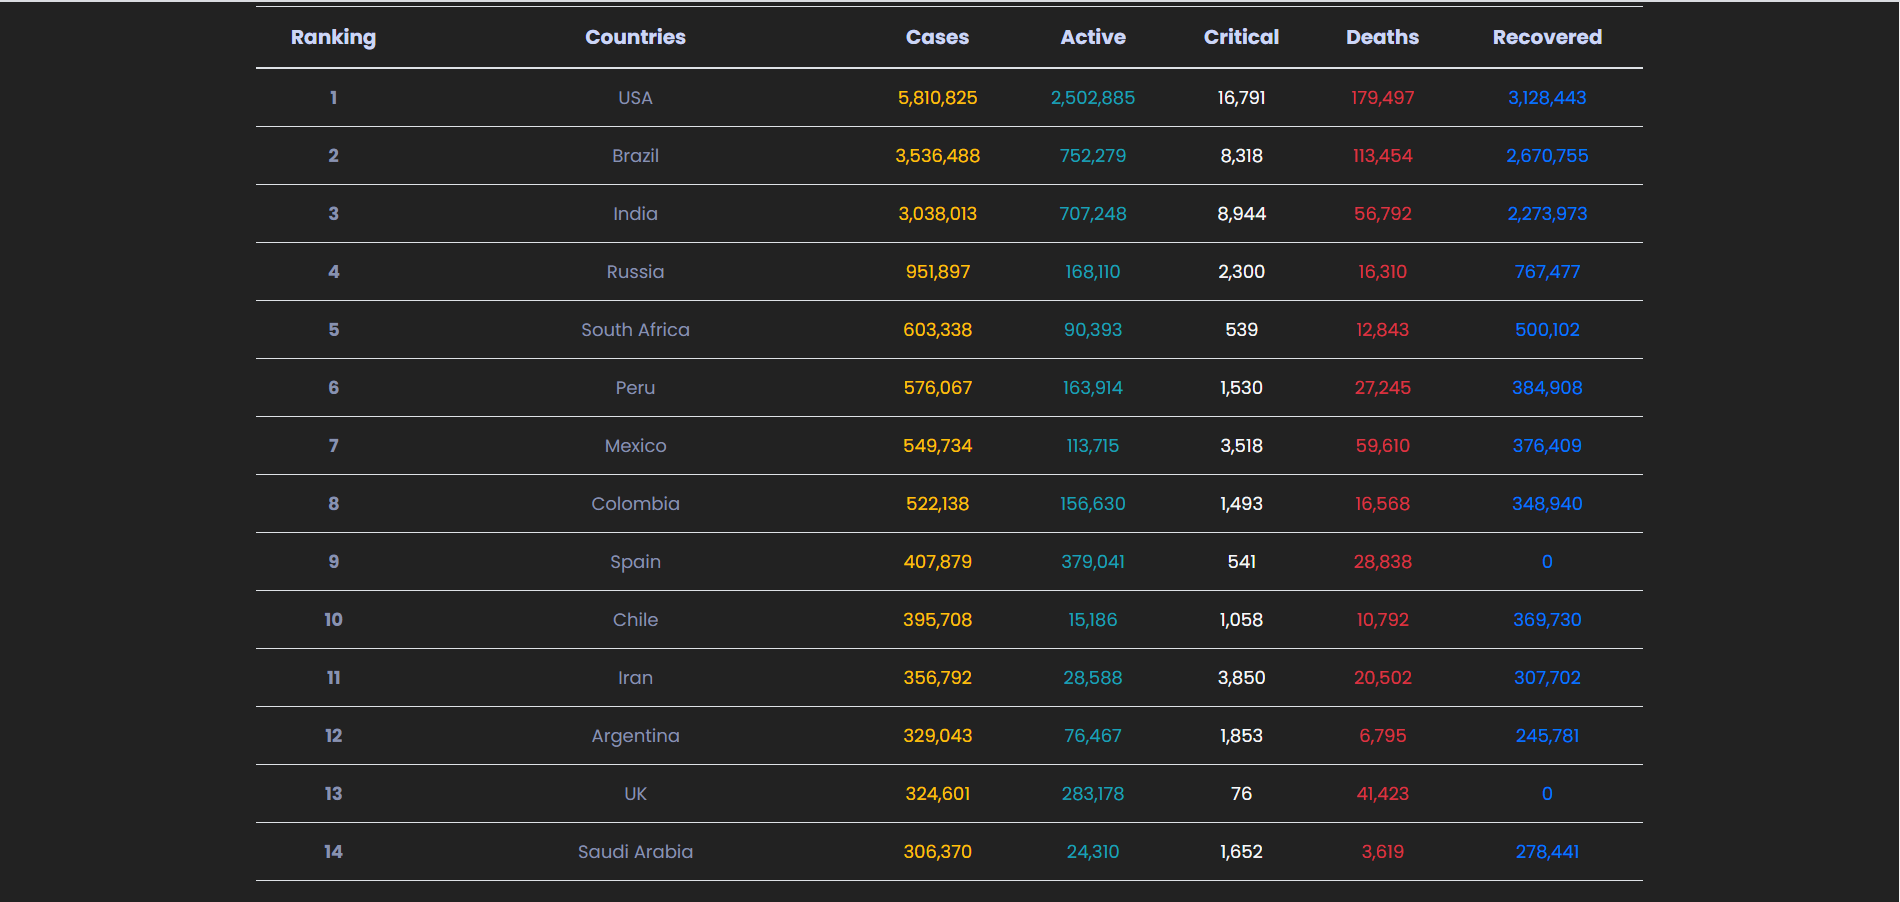 Ranking Countries Cases Active Critical Deaths Recovered
1 USA 5,810,825 2,502,885 16,791 179,497 3,128,443
2 Brazil 3,536,488 752,279 8,318 113,454 2,670,755
3 India 3,038,013 707,248 8,944 56,792 2,273,973
4 Russia 951,897 168,110 2,300 16,310 767,477
5 South Africa 603,338 90,393 539 12,843 500,102
6 Peru 576,067 163,914 1,530 27,245 384,908
7 Mexico 549,734 113,715 3,518 59,610 376,409
8 Colombia 522,138 156,630 1,493 16,568 348,940
9 Spain 407,879 379,041 541 28,838 0
10 Chile 395,708 15,186 1,058 10,792 369,730
11 Iran 356,792 28,588 3,850 20,502 307,702
12 Argentina 329,043 76,467 1,853 6,795 245,781
13 UK 324,601 283,178 76 41,423 0
14 Saudi Arabia 306,370 24,310 1,652 3,619 278,441